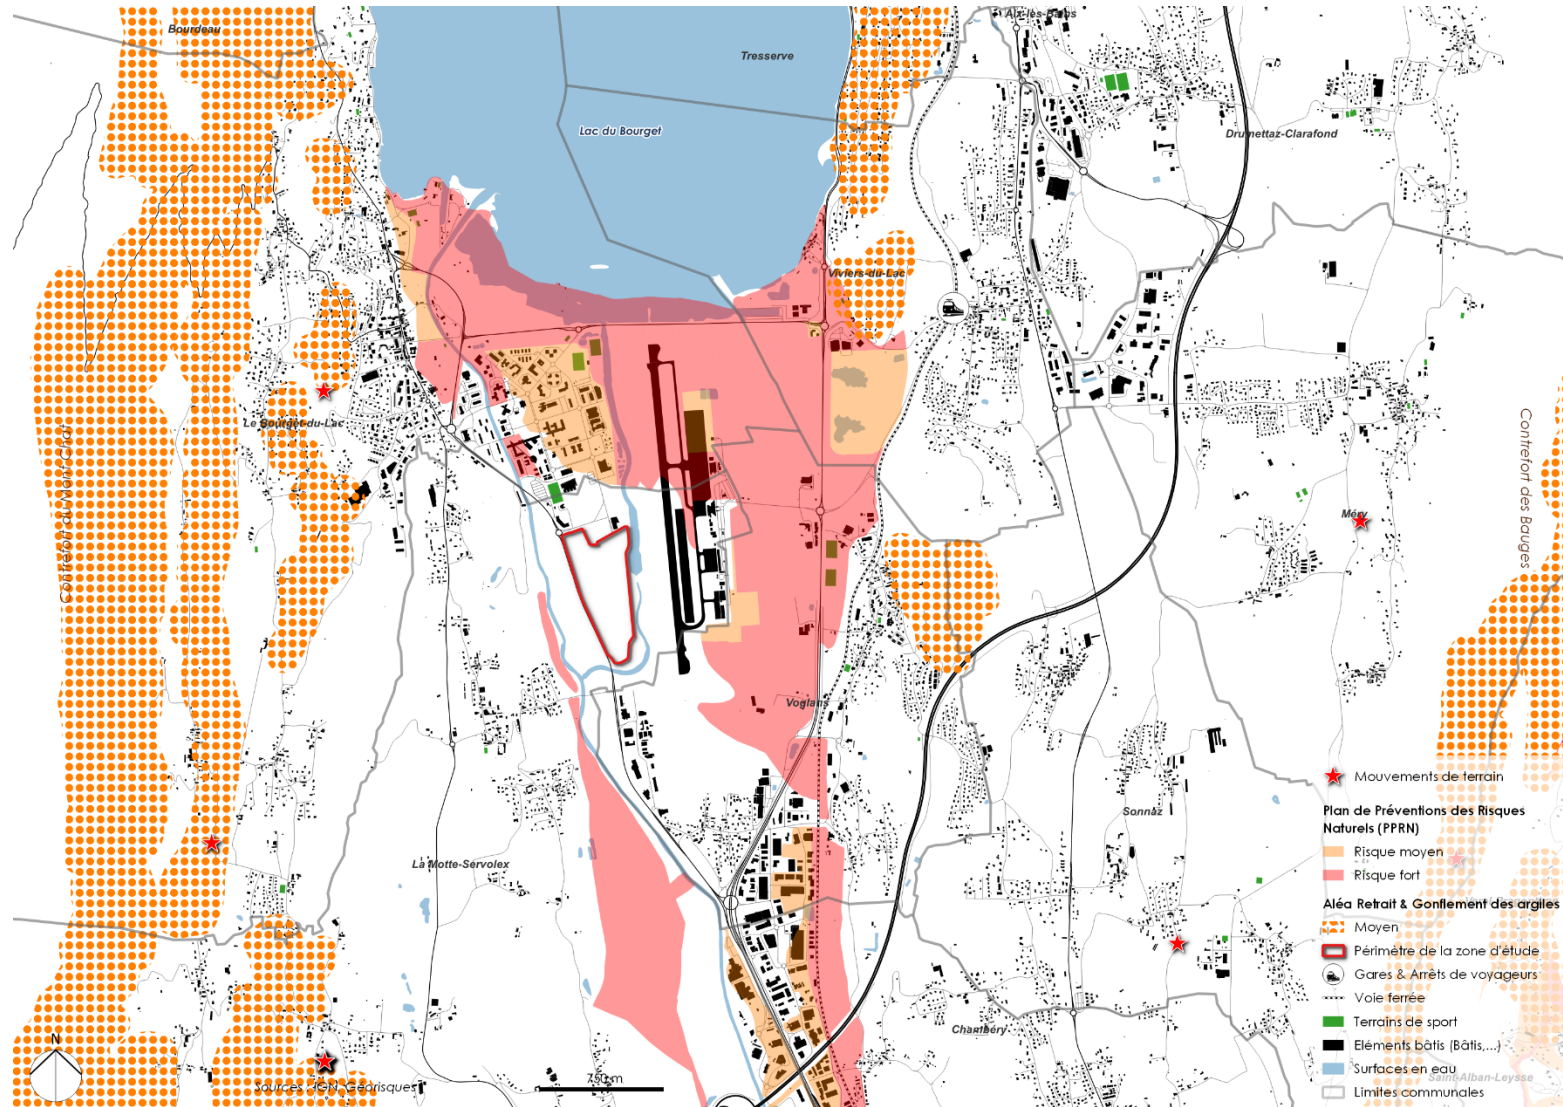 Bourdeau
Aix-les-Bains
Tresserve
Lac du Bourget
Drumettaz-Clarafond
Viviers-du-Lac
Le Bourget-du-Lac
Contrefort du Mont Chat
Contrefort des Bauges
Méry
Voglans
Sonnaz
La Motte-Servolex
Chambéry
Mouvements de terrain
Plan de Préventions des Risques
Naturels (PPRN)
Risque moyen
Risque fort
Aléa Retrait & Gonflement des argiles
Moyen
Périmètre de la zone d'étude
Gares & Arrêts de voyageurs
Voie ferrée
Terrains de sport
Eléments bâtis (Bâtis,...)
Surfaces en eau
Saint-Alban-Leysse
Limites communales
N
Sources : IGN, Géorisques
750 m